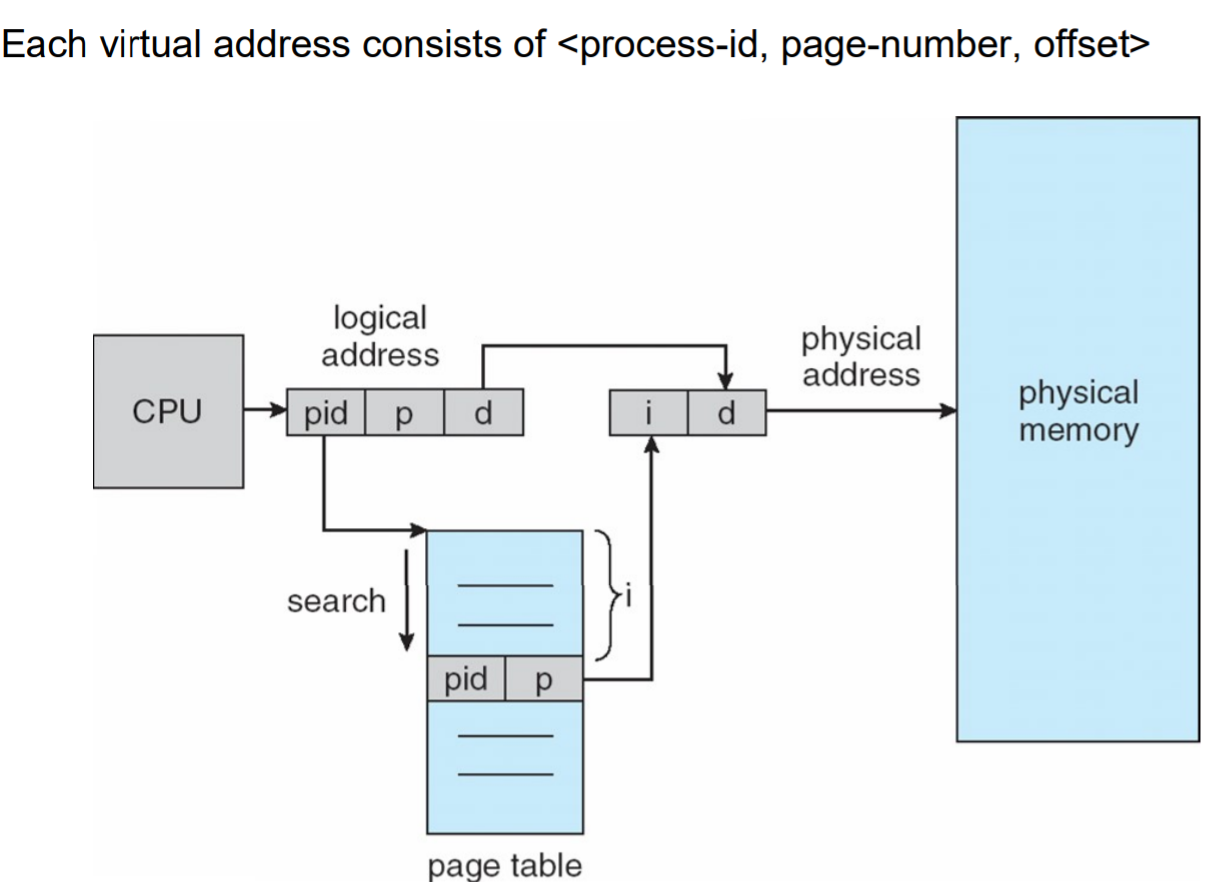 Each virtual address consists of <process-id, page-number, offset>
logical
address
physical
address
CPU
pid p d
i d
physical
memory
search
i
pid p
page table